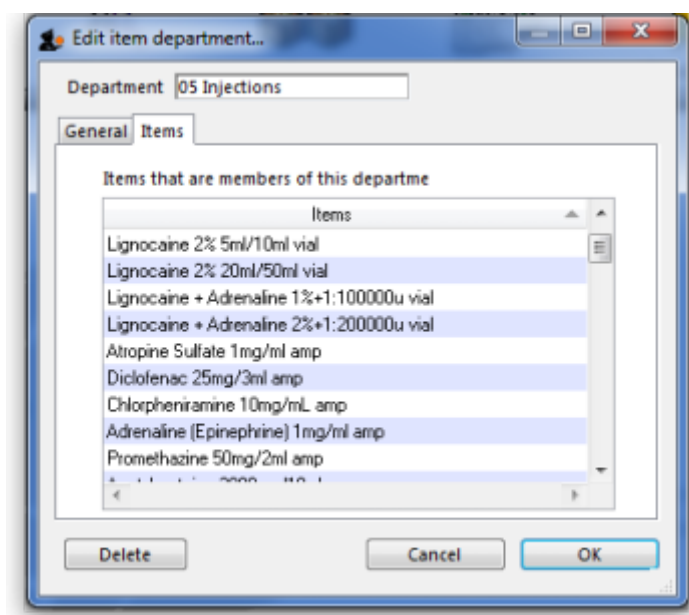 Edit item department...
Department 05 Injections
General Items
Items that are members of this departme
Items
Lignocaine 2% 5ml/10ml vial
Lignocaine 2% 20ml/50ml vial
Lignocaine + Adrenaline 1%+1:100000u vial
Lignocaine + Adrenaline 2%+1:200000u vial
Atropine Sulfate 1mg/ml amp
Diclofenac 25mg/3ml amp
Chlorpheniramine 10mg/mL amp
Adrenaline (Epinephrine) 1mg/ml amp
Promethazine 50mg/2ml amp
Delete Cancel OK